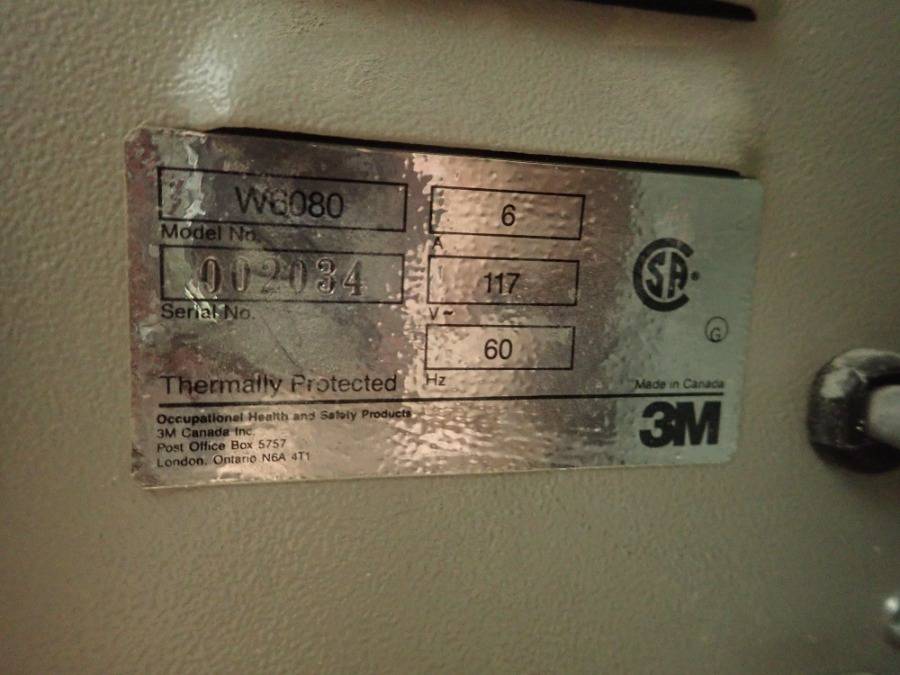 W6080
Model No.
002034
Serial No.
6
A
117
V~
60
Hz
Thermally Protected
CSA
G
Made in Canada
Occupational Health and Safety Products
3M Canada Inc.
Post Office Box 5757
London, Ontario N6A 4T1
3M